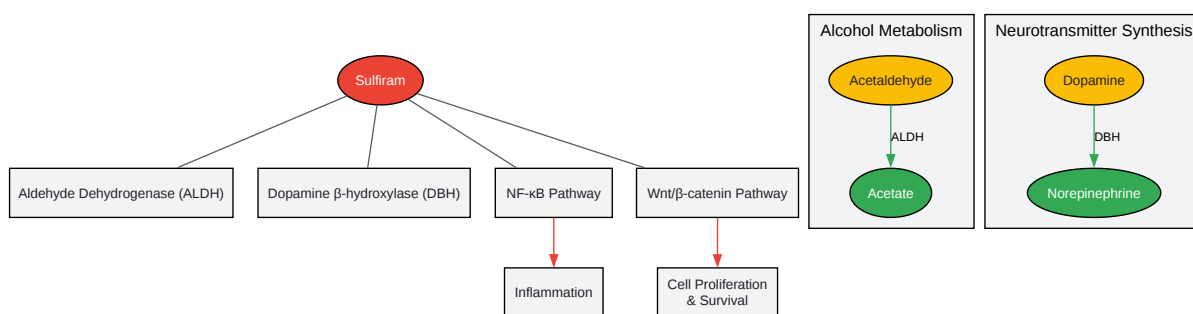 Sulfiram
Aldehyde Dehydrogenase (ALDH)
Dopamine β-hydroxylase (DBH)
NF-κB Pathway
Wnt/β-catenin Pathway
Inflammation
Cell Proliferation
& Survival
Alcohol Metabolism
Acetaldehyde
ALDH
Acetate
Neurotransmitter Synthesis
Dopamine
DBH
Norepinephrine